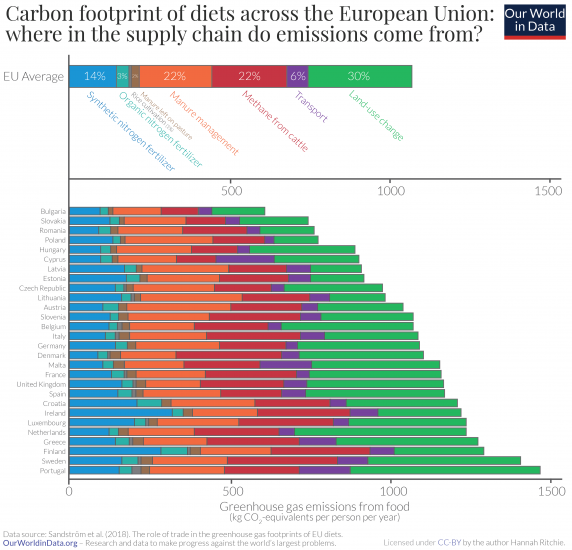 Carbon footprint of diets across the European Union:
where in the supply chain do emissions come from?
Our World
in Data
EU Average
14%
3%
22%
22%
6%
30%
Synthetic nitrogen fertilizer
Organic nitrogen fertilizer
Manure left on pasture
Rice cultivation
Manure management
Methane from cattle
Transport
Land-use change
500
1000
1500
Bulgaria
Slovakia
Romania
Poland
Hungary
Cyprus
Latvia
Estonia
Czech Republic
Lithuania
Austria
Slovenia
Belgium
Italy
Germany
Denmark
Malta
France
United Kingdom
Spain
Croatia
Ireland
Luxembourg
Netherlands
Greece
Finland
Sweden
Portugal
0
500
1000
1500
Greenhouse gas emissions from food
(kg CO₂-equivalents per person per year)
Data source: Sandström et al. (2018). The role of trade in the greenhouse gas footprints of EU diets.
OurWorldinData.org – Research and data to make progress against the world's largest problems.
Licensed under CC-BY by the author Hannah Ritchie.